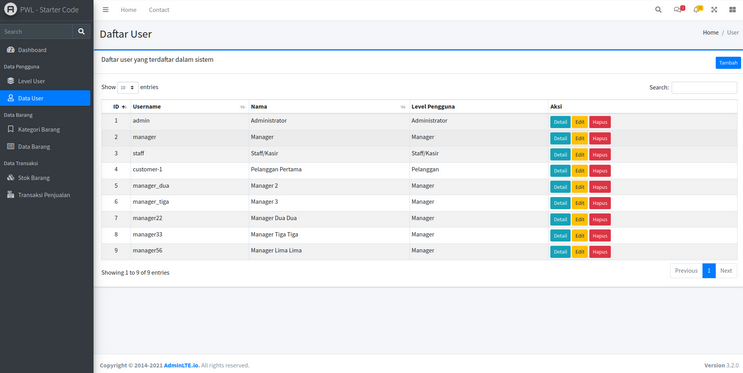 PWL - Starter Code
Home Contact
Search
Dashboard
Data Pengguna
Level User
Data User
Data Barang
Kategori Barang
Data Barang
Data Transaksi
Stok Barang
Transaksi Penjualan
Daftar User
Home / User
Daftar user yang terdaftar dalam sistem
Tambah
Show 10 entries
Search:
ID Username Nama Level Pengguna Aksi
1 admin Administrator Administrator Detail Edit Hapus
2 manager Manager Manager Detail Edit Hapus
3 staff Staff/Kasir Staff/Kasir Detail Edit Hapus
4 customer-1 Pelanggan Pertama Pelanggan Detail Edit Hapus
5 manager_dua Manager 2 Manager Detail Edit Hapus
6 manager_tiga Manager 3 Manager Detail Edit Hapus
7 manager22 Manager Dua Dua Manager Detail Edit Hapus
8 manager33 Manager Tiga Tiga Manager Detail Edit Hapus
9 manager56 Manager Lima Lima Manager Detail Edit Hapus
Showing 1 to 9 of 9 entries
Previous 1 Next
Copyright © 2014-2021 AdminLTE.io. All rights reserved.
Version 3.2.0